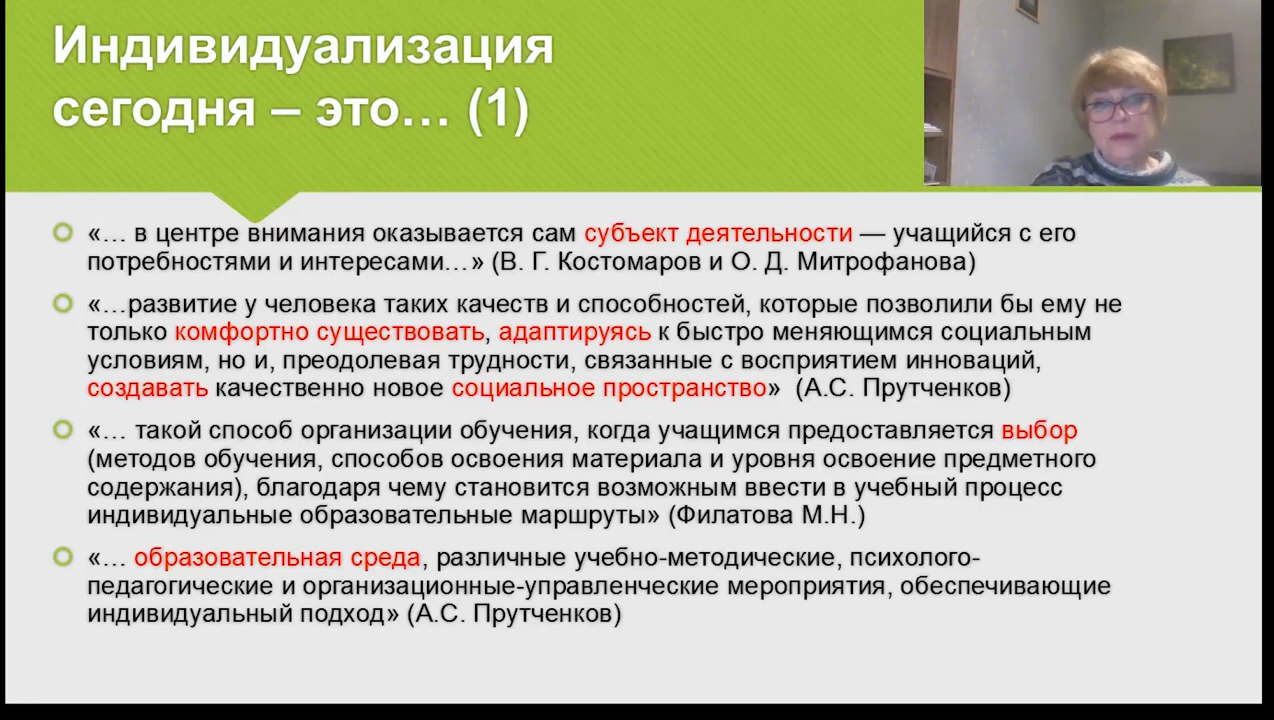 Индивидуализация
сегодня – это… (1)
«… в центре внимания оказывается сам субъект деятельности — учащийся с его
потребностями и интересами…» (В. Г. Костомаров и О. Д. Митрофанова)
«…развитие у человека таких качеств и способностей, которые позволили бы ему не
только комфортно существовать, адаптируясь к быстро меняющимся социальным
условиям, но и, преодолевая трудности, связанные с восприятием инноваций,
создавать качественно новое социальное пространство» (А.С. Прутченков)
«… такой способ организации обучения, когда учащимся предоставляется выбор
(методов обучения, способов освоения материала и уровня освоение предметного
содержания), благодаря чему становится возможным ввести в учебный процесс
индивидуальные образовательные маршруты» (Филатова М.Н.)
«… образовательная среда, различные учебно-методические, психолого-
педагогические и организационные-управленческие мероприятия, обеспечивающие
индивидуальный подход» (А.С. Прутченков)